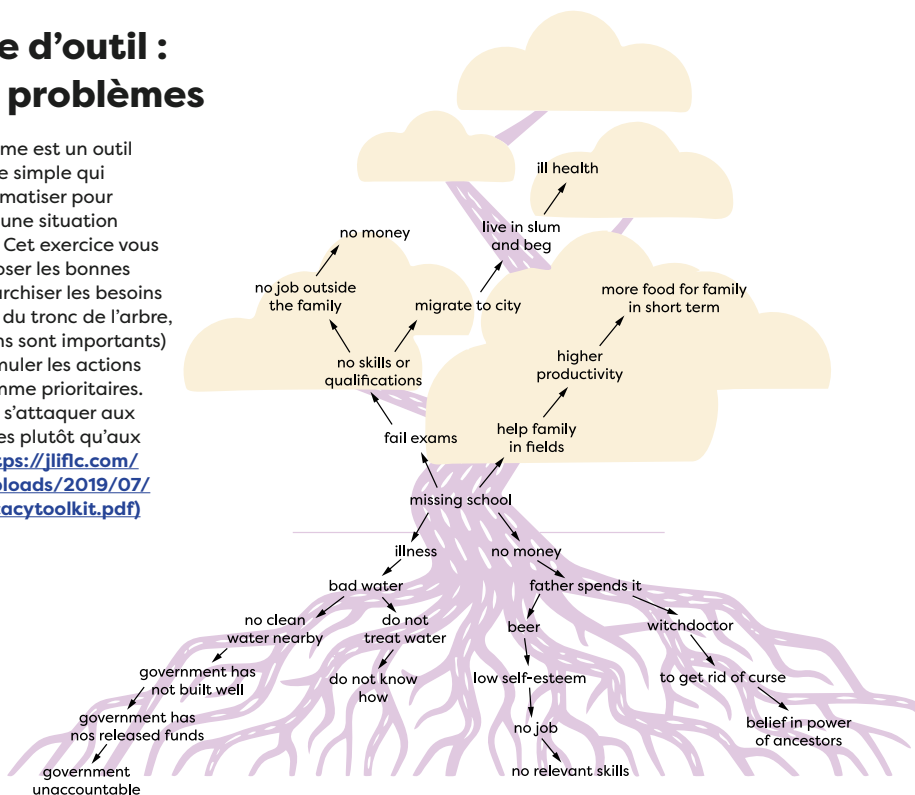 e d’outil :
problèmes
me est un outil
e simple qui
matiser pour
une situation
Cet exercice vous
oser les bonnes
archiser les besoins
du tronc de l’arbre,
ns sont importants)
muler les actions
mme prioritaires.
s’attaquer aux
es plutôt qu’aux
ps://jliflc.com/
loads/2019/07/
acytoolkit.pdf)
ill health
live in slum
and beg
no money
no job outside
the family
migrate to city
more food for family
in short term
no skills or
qualifications
higher
productivity
fail exams
help family
in fields
missing school
illness
no money
bad water
father spends it
no clean
water nearby
do not
treat water
beer
witchdoctor
government has
not built well
do not know
how
low self-esteem
to get rid of curse
government has
nos released funds
no job
belief in power
of ancestors
government
unaccountable
no relevant skills